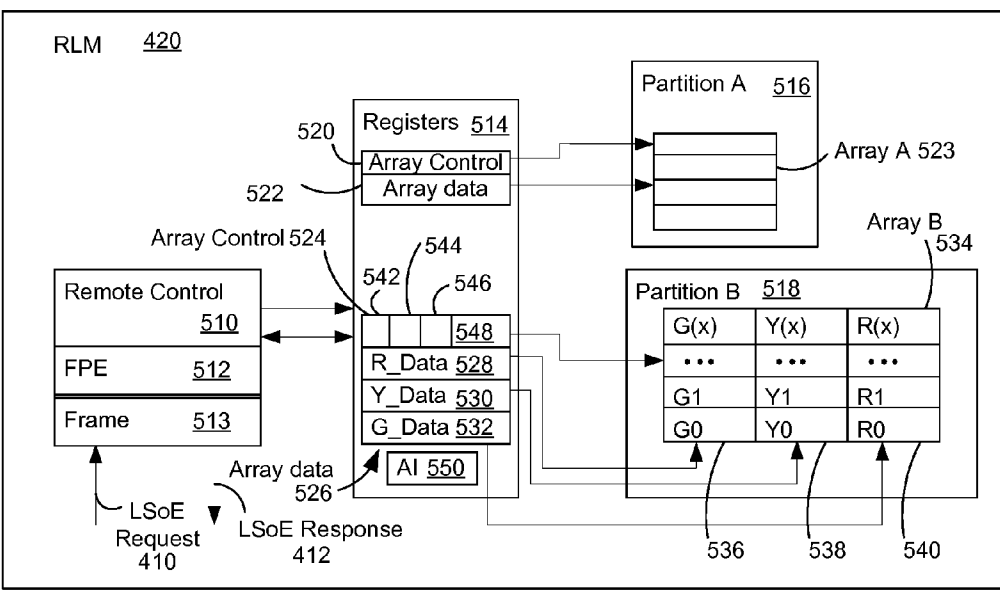 RLM 420
Partition A 516
Registers 514
520
Array Control
Array A 523
522
Array data
Array B
534
Array Control 524
544
542
546
Partition B 518
Remote Control
510
548
G(x) Y(x) R(x)
... ... ...
FPE 512
R_Data 528
Y_Data 530
G1 Y1 R1
Frame 513
G_Data 532
G0 Y0 R0
Array data
526
AI 550
LSoE
Request
410
LSoE Response
412
536 538 540